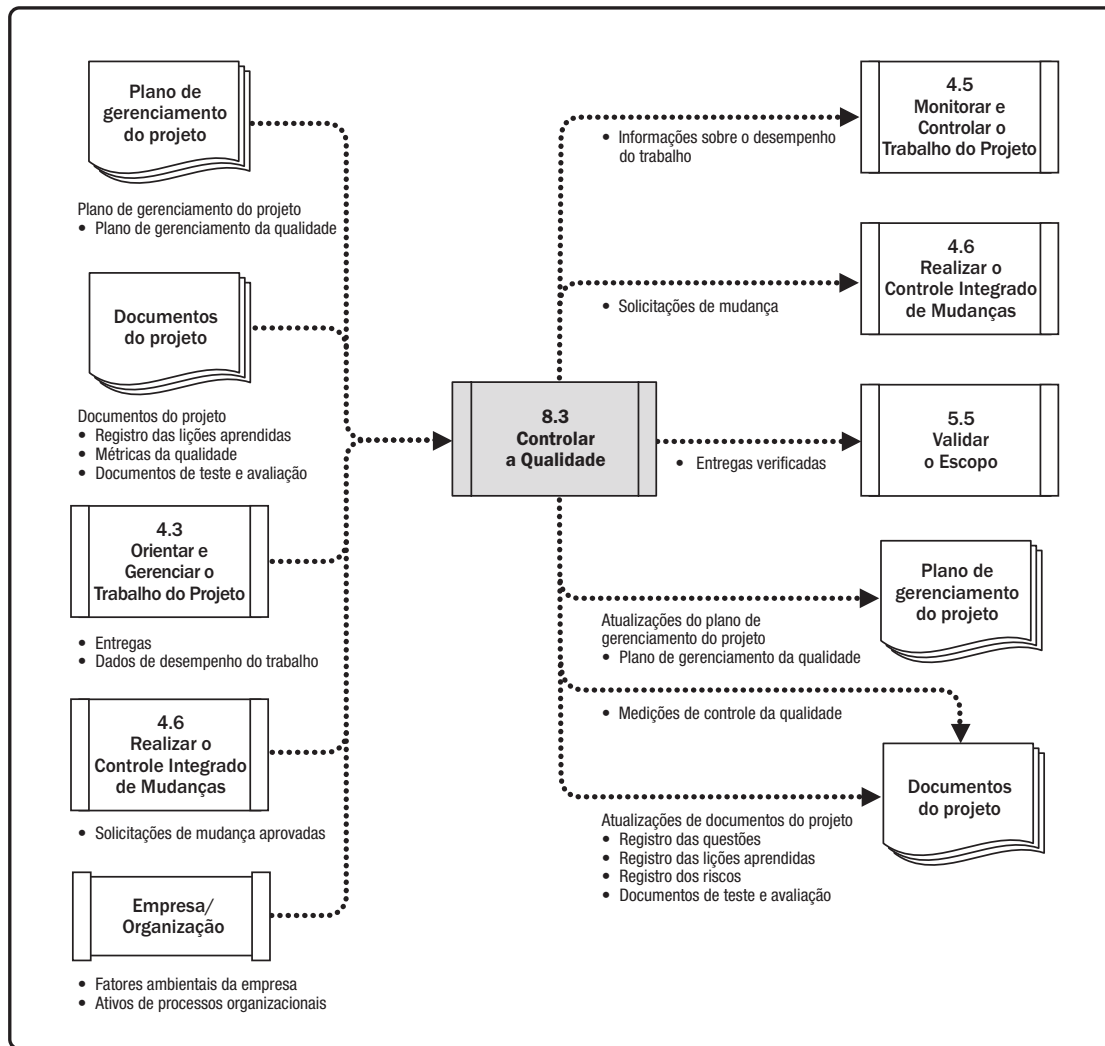 Plano de
gerenciamento
do projeto
Plano de gerenciamento do projeto
• Plano de gerenciamento da qualidade
Documentos
do projeto
Documentos do projeto
• Registro das lições aprendidas
• Métricas da qualidade
• Documentos de teste e avaliação
4.3
Orientar e
Gerenciar o
Trabalho do Projeto
• Entregas
• Dados de desempenho do trabalho
4.6
Realizar o
Controle Integrado
de Mudanças
• Solicitações de mudança aprovadas
Empresa/
Organização
• Fatores ambientais da empresa
• Ativos de processos organizacionais
8.3
Controlar
a Qualidade
• Informações sobre o desempenho
do trabalho
4.5
Monitorar e
Controlar o
Trabalho do Projeto
• Solicitações de mudança
4.6
Realizar o
Controle Integrado
de Mudanças
• Entregas verificadas
5.5
Validar
o Escopo
Atualizações do plano de
gerenciamento do projeto
• Plano de gerenciamento da qualidade
Plano de
gerenciamento
do projeto
• Medições de controle da qualidade
Documentos
do projeto
Atualizações de documentos do projeto
• Registro das questões
• Registro das lições aprendidas
• Registro dos riscos
• Documentos de teste e avaliação